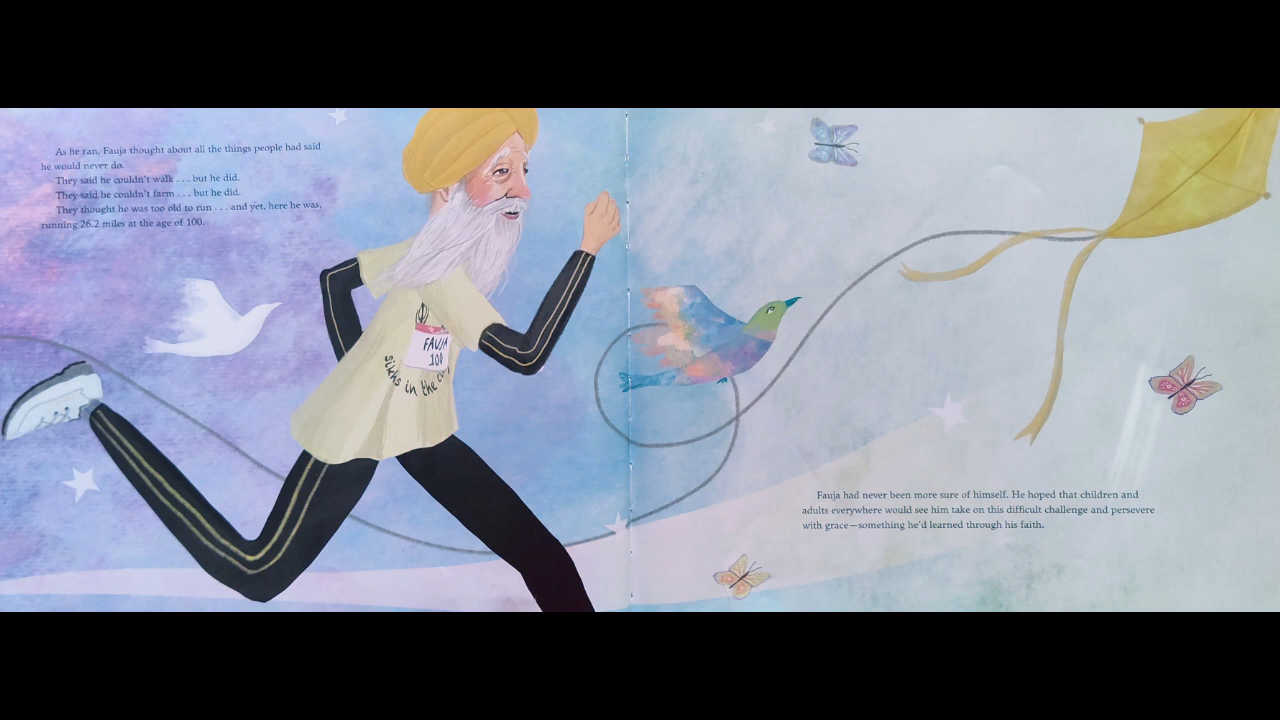 As he ran, Fauja thought about all the things people had said
he would never do.
They said he couldn't walk . . . but he did.
They said he couldn't farm . . . but he did.
They thought he was too old to run . . . and yet, here he was,
running 26.2 miles at the age of 100.
FAUJA
100
sikhs in the
Fauja had never been more sure of himself. He hoped that children and
adults everywhere would see him take on this difficult challenge and persevere
with grace—something he'd learned through his faith.